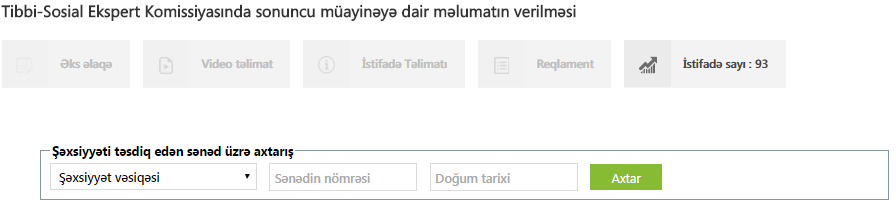 Tibbi-Sosial Ekspert Komissiyasında sonuncu müayinəyə dair məlumatın verilməsi
Əks əlaqə
Video təlimat
İstifadə Təlimatı
Reqlament
İstifadə sayı : 93
Şəxsiyyəti təsdiq edən sənəd üzrə axtarış
Şəxsiyyət vəsiqəsi
Sənədin nömrəsi
Doğum tarixi
Axtar